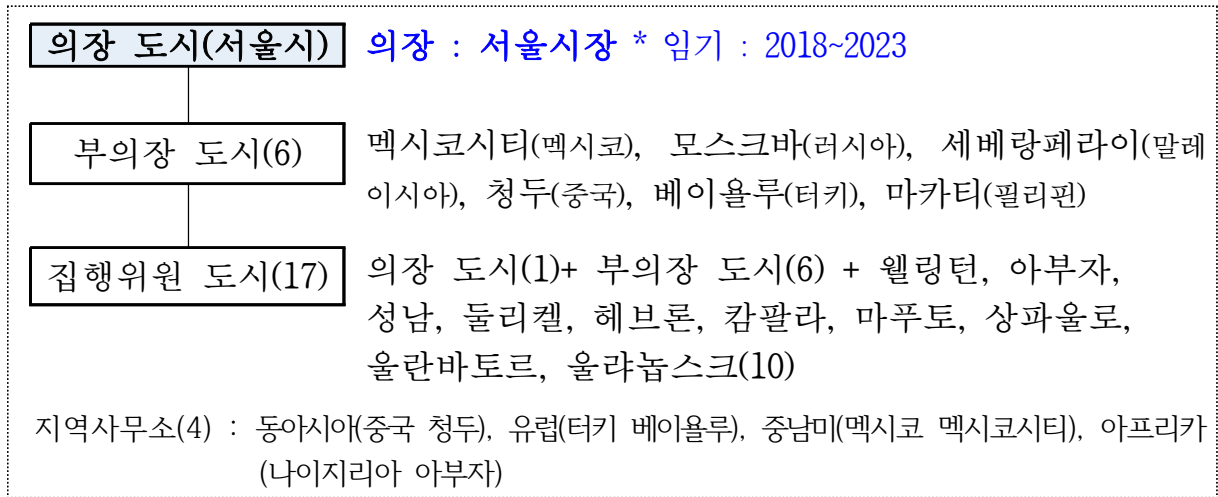 의장 도시(서울시) 의장 : 서울시장 * 임기 : 2018~2023
부의장 도시(6) 멕시코시티(멕시코), 모스크바(러시아), 세베랑페라이(말레
이시아), 청두(중국), 베이욜루(터키), 마카티(필리핀)
집행위원 도시(17) 의장 도시(1)+ 부의장 도시(6) + 웰링턴, 아부자,
성남, 둘리켈, 헤브론, 캄팔라, 마푸토, 상파울로,
울란바토르, 울랴놉스크(10)
지역사무소(4) : 동아시아(중국 청두), 유럽(터키 베이욜루), 중남미(멕시코 멕시코시티), 아프리카
(나이지리아 아부자)